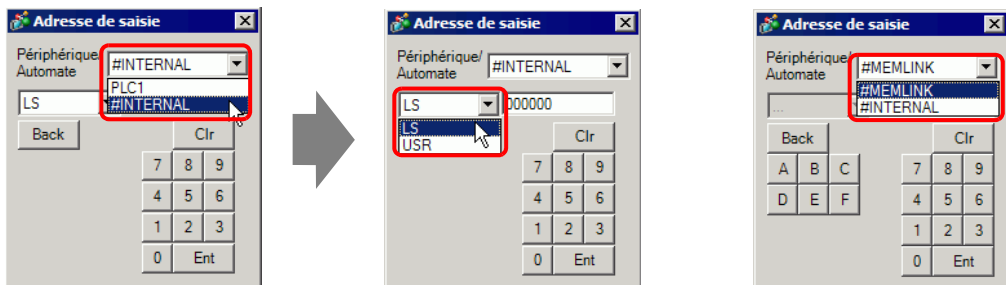 Adresse de saisie
Périphérique/
Automate
#INTERNAL
PLC1
#INTERNAL
LS
Back
Clr
7 8 9
4 5 6
1 2 3
0 Ent
Adresse de saisie
Périphérique/
Automate
#INTERNAL
LS
000000
LS
USR
Clr
7 8 9
4 5 6
1 2 3
0 Ent
Adresse de saisie
Périphérique/
Automate
#MEMLINK
#MEMLINK
#INTERNAL
...
Back
Clr
A B C 7 8 9
D E F 4 5 6
1 2 3
0 Ent